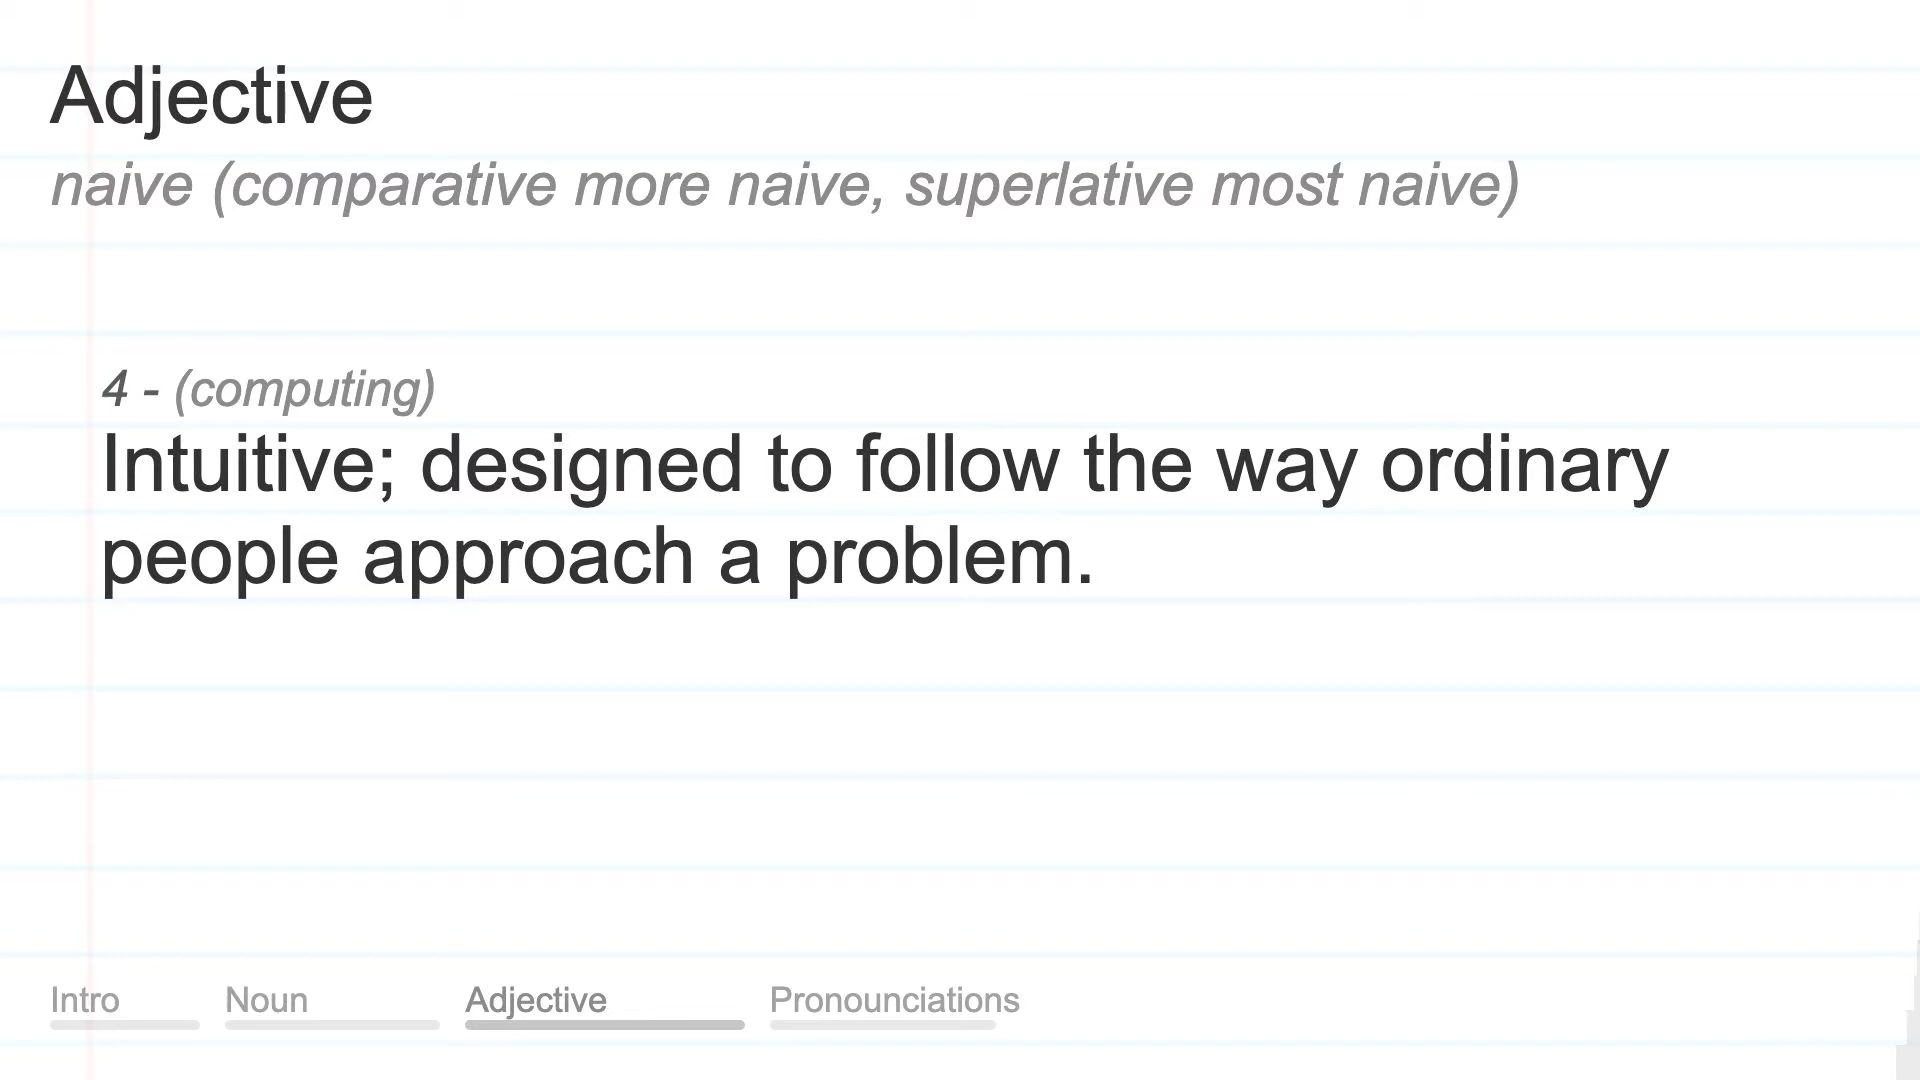 Adjective
naive (comparative more naive, superlative most naive)
4 - (computing)
Intuitive; designed to follow the way ordinary
people approach a problem.
Intro Noun Adjective Pronounciations